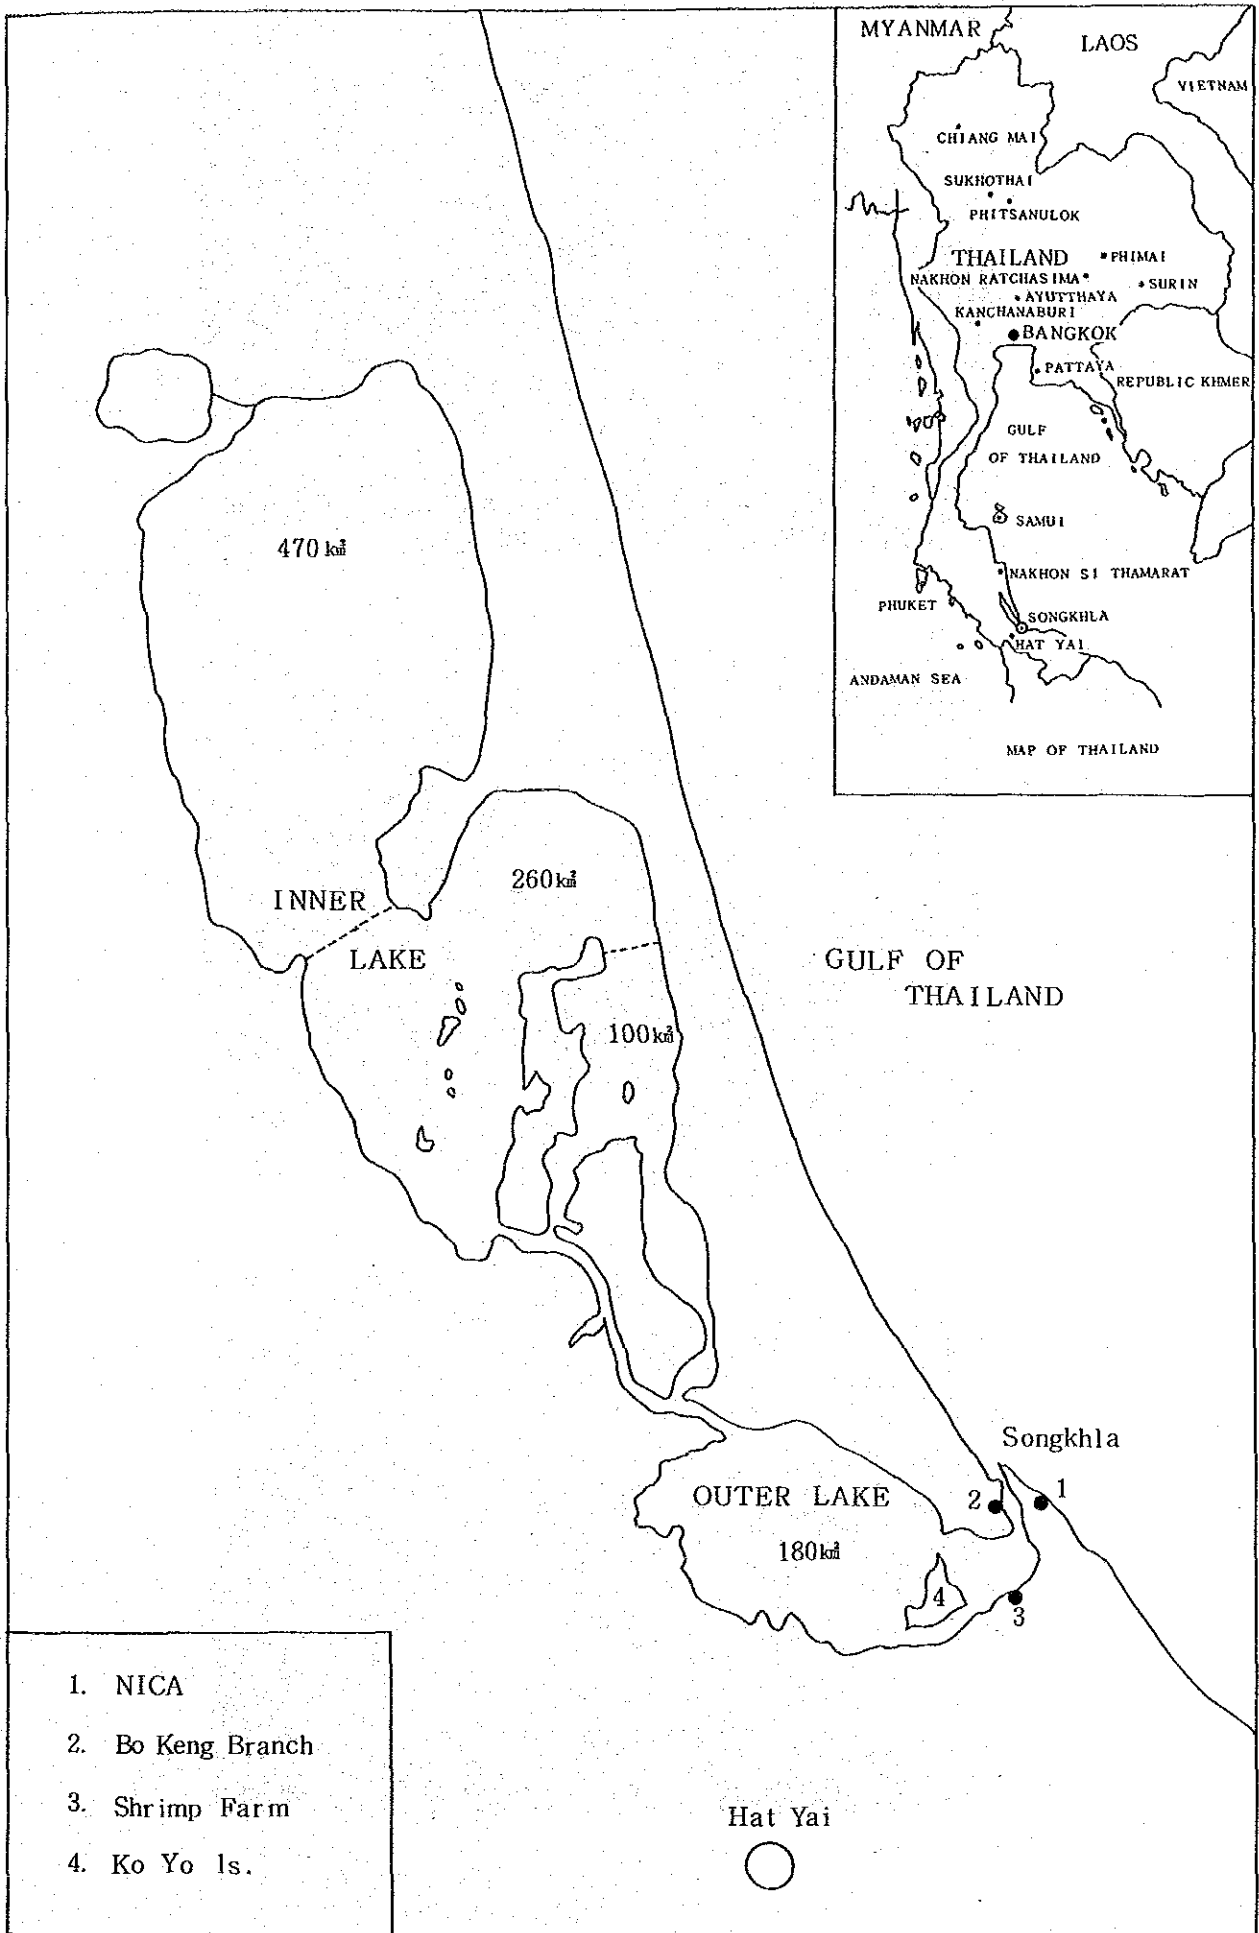 MYANMAR
LAOS
VIETNAM
CHIANG MAI
SUKHOTHAI
PHITSANULOK
THAILAND
PHIMAI
NAKHON RATCHASIMA
SURIN
AYUTTHAYA
KANCHANABURI
BANGKOK
PATTAYA
REPUBLIC KHMER
GULF
OF THAILAND
SAMUI
NAKHON SI THAMARAT
PHUKET
SONGKHLA
HAT YAI
ANDAMAN SEA
MAP OF THAILAND
470㎢
260㎢
INNER
LAKE
GULF OF
THAILAND
100㎢
Songkhla
OUTER LAKE
2
1
180㎢
4
3
1. NICA
2. Bo Keng Branch
3. Shrimp Farm
4. Ko Yo Is.
Hat Yai